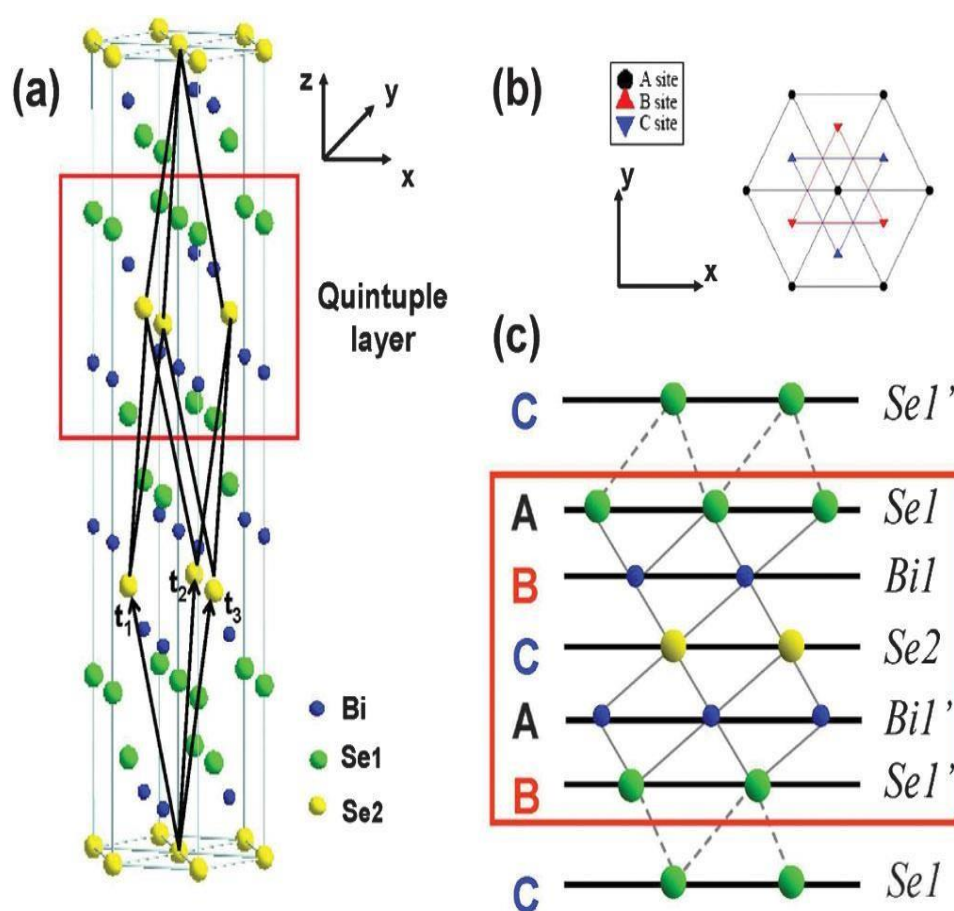 (a)
z
y
x
Quintuple
layer
t1
t2
t3
Bi
Se1
Se2
(b)
A site
B site
C site
y
x
(c)
C Se1’
A Se1
B Bi1
C Se2
A Bi1’
B Se1’
C Se1